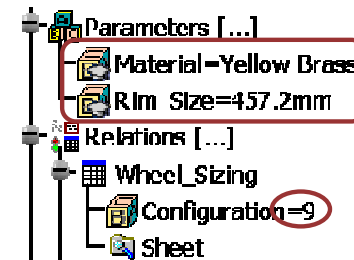 Parameters [...]
Material=Yellow Brass
Rim Size=457.2mm
Relations [...]
Wheel_Sizing
Configuration=9
Sheet